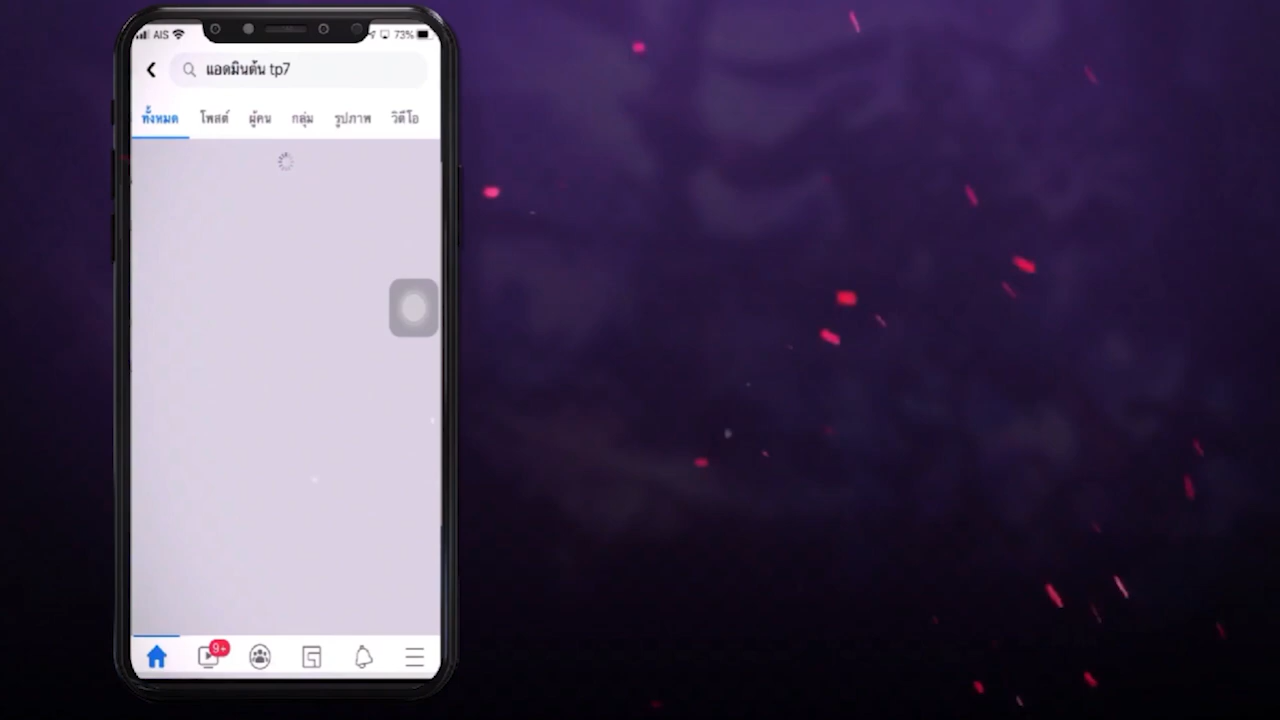 AIS 73%
แอดมินต้น tp7
ทั้งหมด โพสต์ ผู้คน กลุ่ม รูปภาพ วิดีโอ
9+